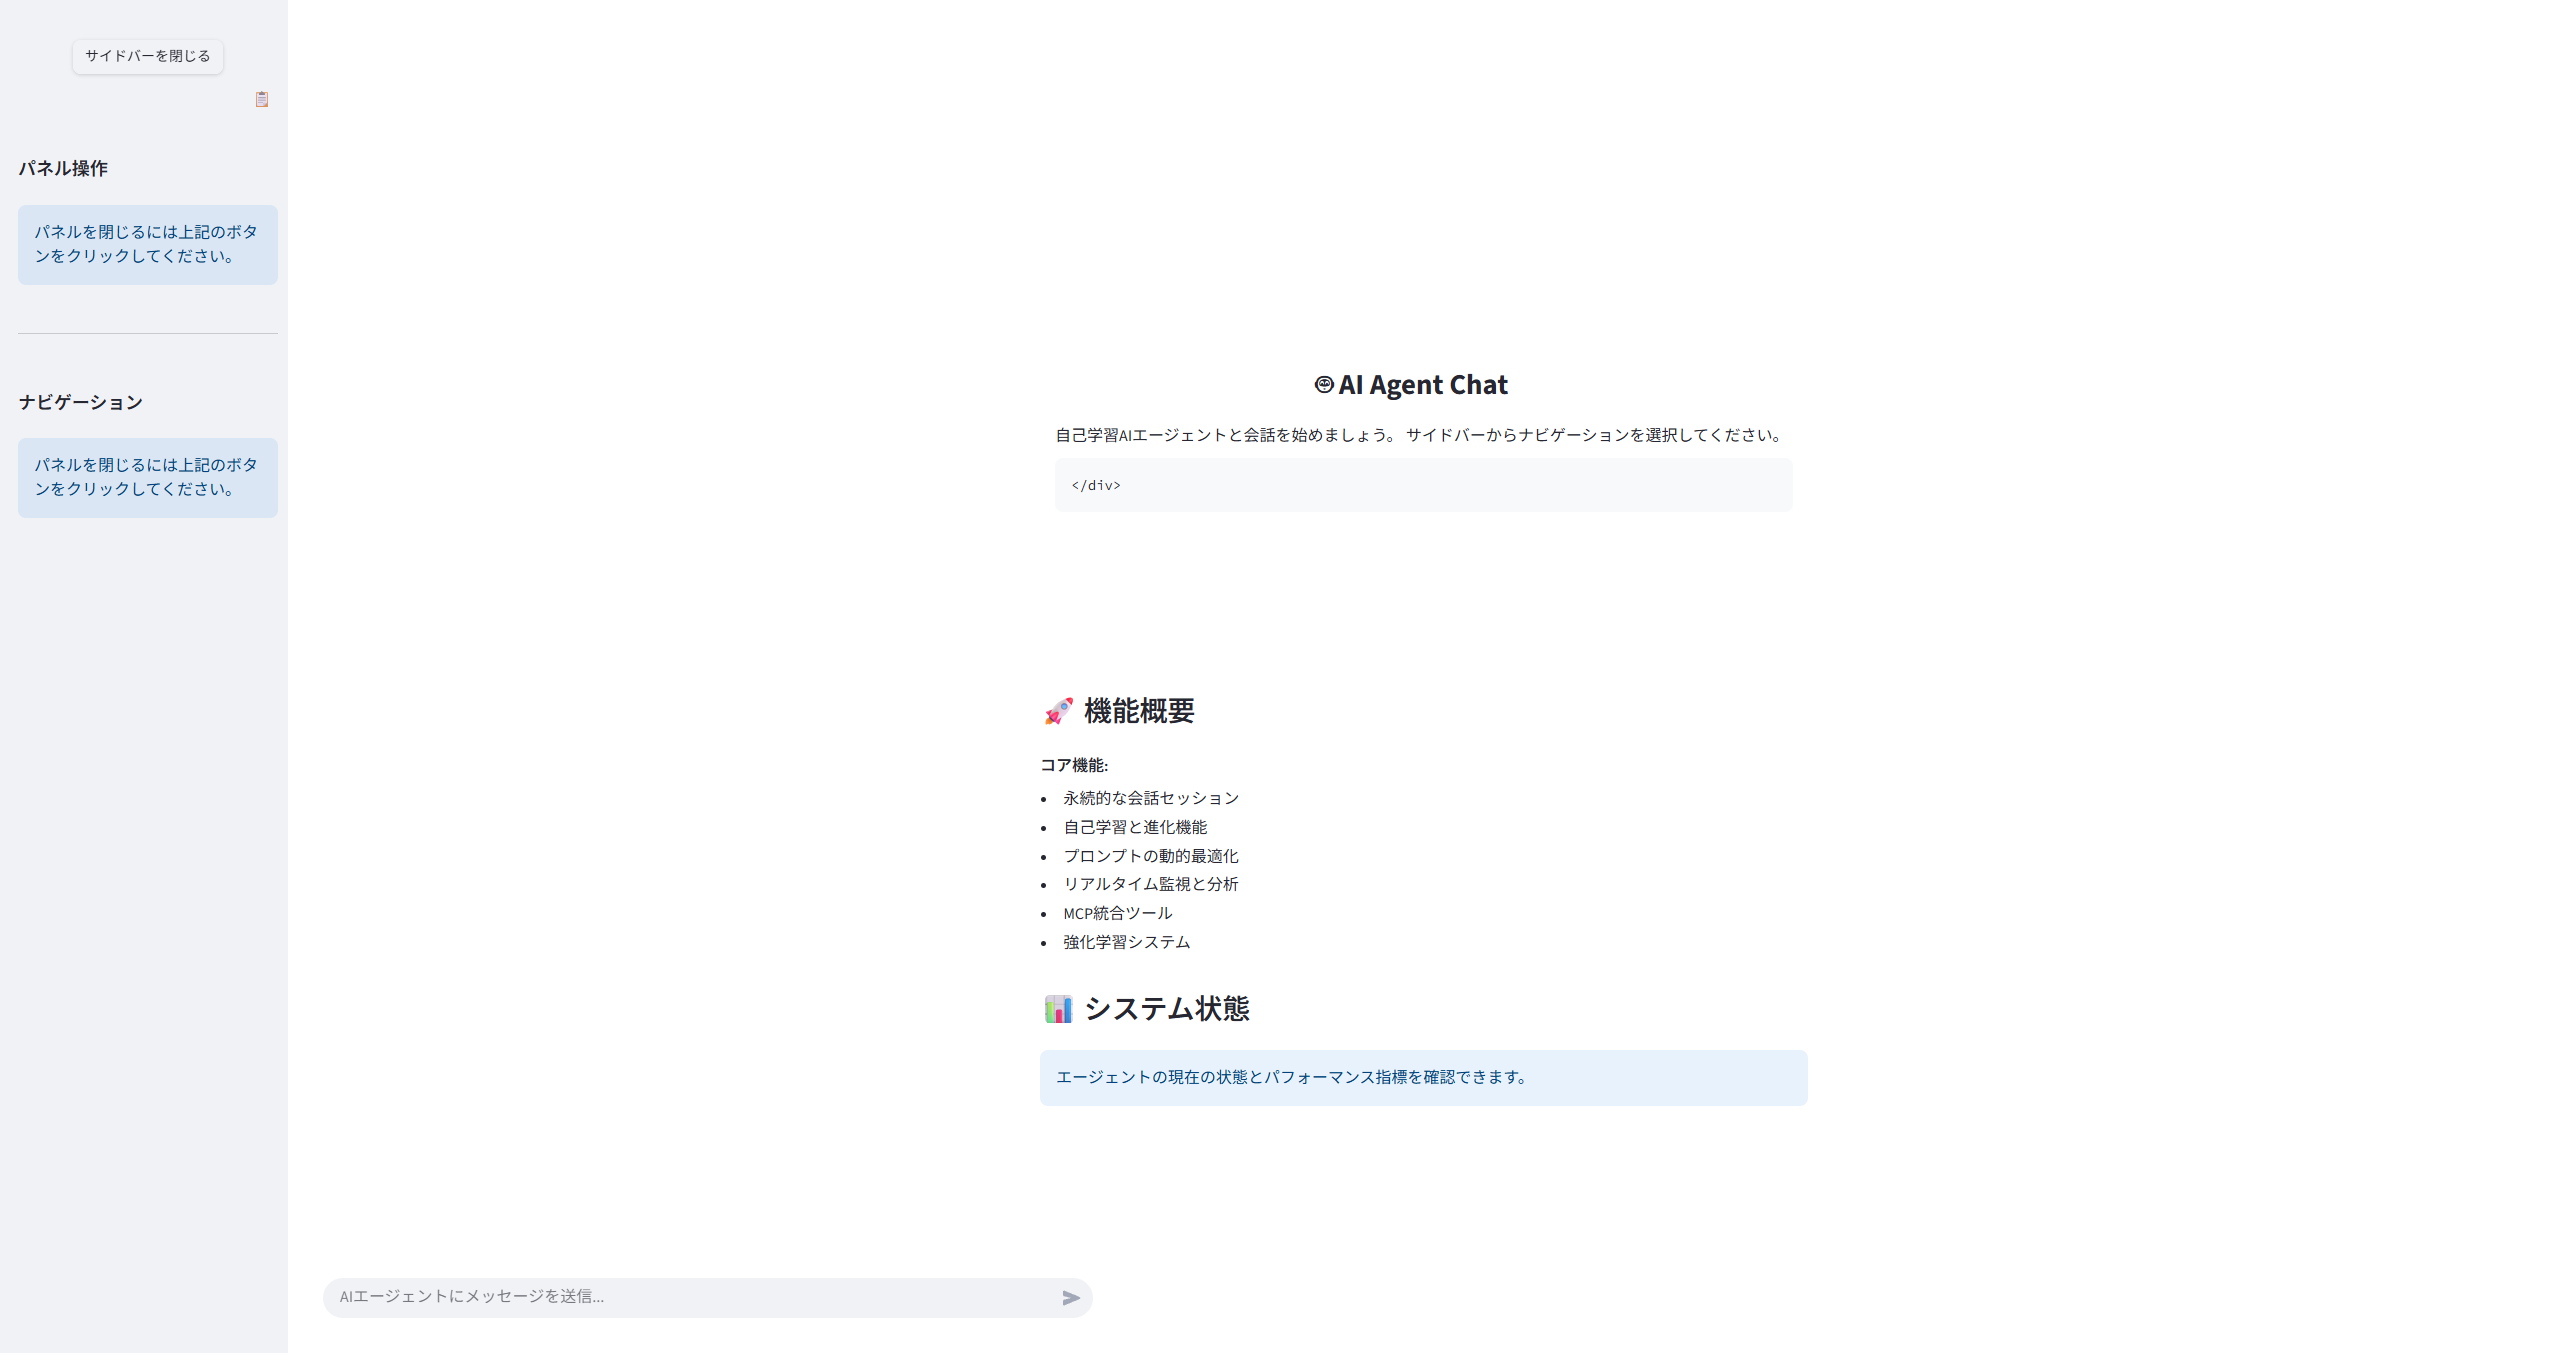 サイドバーを閉じる
パネル操作
パネルを閉じるには上記のボタ
ンをクリックしてください。
ナビゲーション
パネルを閉じるには上記のボタ
ンをクリックしてください。
AI Agent Chat
自己学習AIエージェントと会話を始めましょう。 サイドバーからナビゲーションを選択してください。
</div>
機能概要
コア機能:
• 永続的な会話セッション
• 自己学習と進化機能
• プロンプトの動的最適化
• リアルタイム監視と分析
• MCP統合ツール
• 強化学習システム
システム状態
エージェントの現在の状態とパフォーマンス指標を確認できます。
AIエージェントにメッセージを送信...